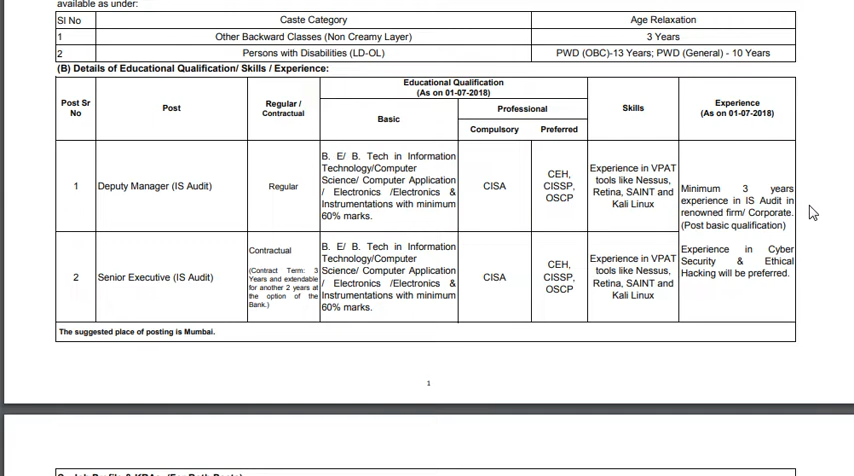 available as under:
Sl No Caste Category Age Relaxation
1 Other Backward Classes (Non Creamy Layer) 3 Years
2 Persons with Disabilities (LD-OL) PWD (OBC)-13 Years; PWD (General) - 10 Years
(B) Details of Educational Qualification/ Skills / Experience:
Post Sr
No
Post
Regular /
Contractual
Educational Qualification
(As on 01-07-2018)
Basic
Professional
Compulsory Preferred
Skills
Experience
(As on 01-07-2018)
1
Deputy Manager (IS Audit)
Regular
B. E/ B. Tech in Information
Technology/Computer
Science/ Computer Application
/ Electronics /Electronics &
Instrumentations with minimum
60% marks.
CISA
CEH,
CISSP,
OSCP
Experience in VPAT
tools like Nessus,
Retina, SAINT and
Kali Linux
Minimum 3 years
experience in IS Audit in
renowned firm/ Corporate.
(Post basic qualification)
Experience in Cyber
Security & Ethical
Hacking will be preferred.
2
Senior Executive (IS Audit)
Contractual
(Contract Term: 3
Years and extendable
for another 2 years at
the option of the
Bank.)
B. E/ B. Tech in Information
Technology/Computer
Science/ Computer Application
/ Electronics /Electronics &
Instrumentations with minimum
60% marks.
CISA
CEH,
CISSP,
OSCP
Experience in VPAT
tools like Nessus,
Retina, SAINT and
Kali Linux
The suggested place of posting is Mumbai.
1